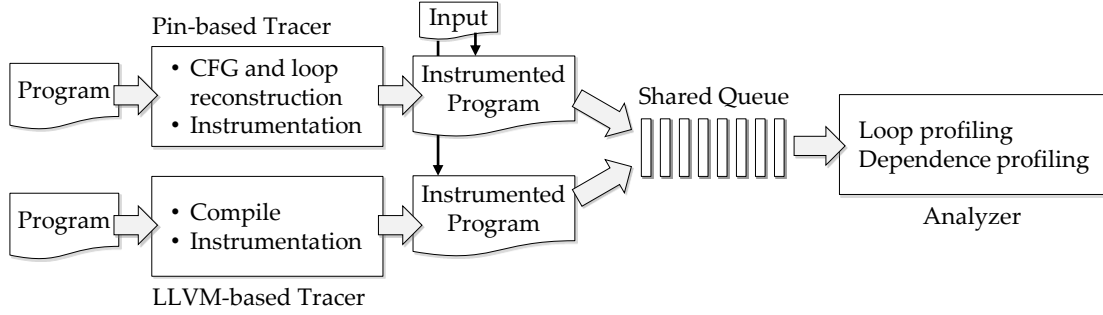 Pin-based Tracer
Input
Program
• CFG and loop
reconstruction
• Instrumentation
Instrumented
Program
Shared Queue
Loop profiling
Dependence profiling
Analyzer
Program
• Compile
• Instrumentation
Instrumented
Program
LLVM-based Tracer